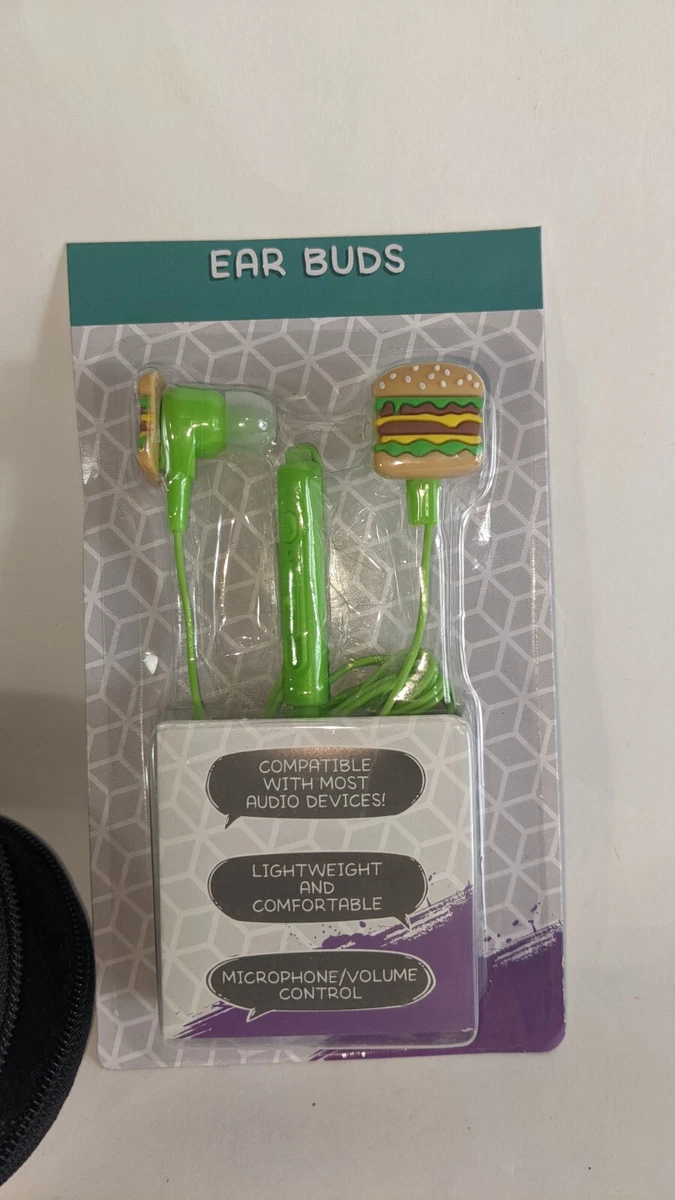 EAR BUDS
COMPATIBLE
WITH MOST
AUDIO DEVICES!
LIGHTWEIGHT
AND
COMFORTABLE
MICROPHONE/VOLUME
CONTROL